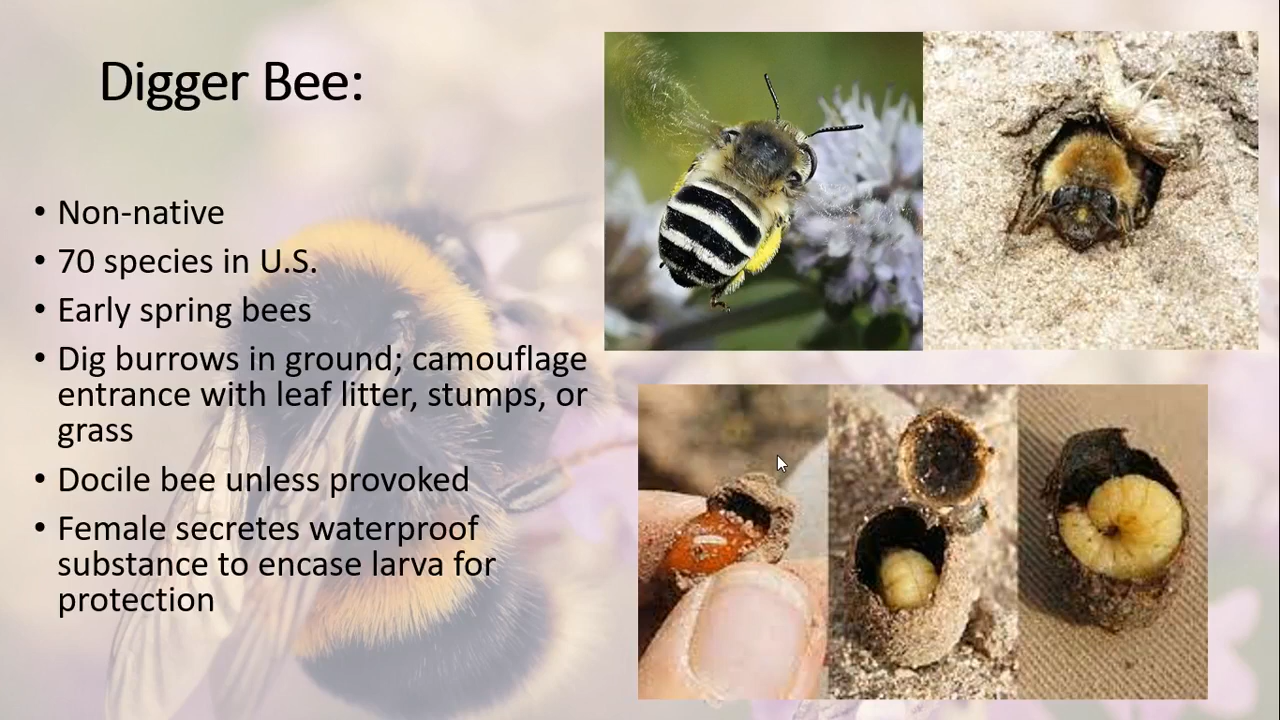 Digger Bee:
• Non-native
• 70 species in U.S.
• Early spring bees
• Dig burrows in ground; camouflage
entrance with leaf litter, stumps, or
grass
• Docile bee unless provoked
• Female secretes waterproof
substance to encase larva for
protection